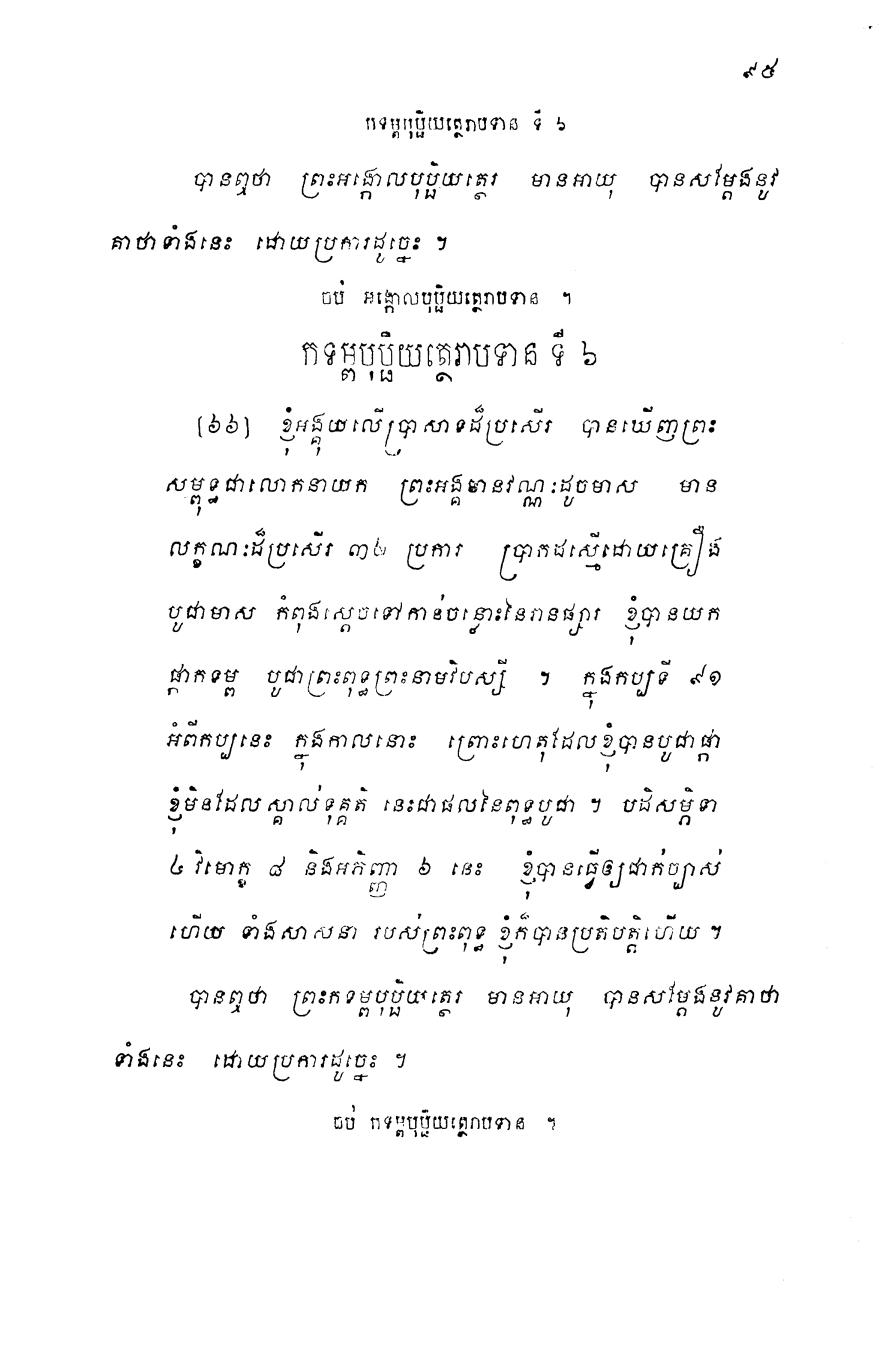 ៩៥
កទម្ពបុប្ផិយត្ថេរាបទាន ទី ៦
បានឮថា ព្រះអង្កោលបុប្ផិយត្ថេរ មានអាយុ បានសម្តែងនូវ
គាថាទាំងនេះ ដោយប្រការដូច្នេះ ។
ចប់ អង្កោលបុប្ផិយត្ថេរាបទាន ។
កទម្ពបុប្ផិយត្ថេរាបទាន ទី ៦
[៦៦] ខ្ញុំអង្គុយលើប្រាសាទដ៏ប្រសើរ បានឃើញព្រះ
សម្ពុទ្ធជាលោកនាយក ព្រះអង្គមានវណ្ណៈដូចមាស មាន
លក្ខណៈដ៏ប្រសើរ ៣២ ប្រការ ប្រាកដស្មើដោយគ្រឿង
បូជាមាស កំពុងស្តេចទៅកាន់ចន្លោះនៃរានផ្សារ ខ្ញុំបានយក
ផ្កាកទម្ព បូជាព្រះពុទ្ធព្រះនាមវិបស្សី ។ ក្នុងកប្បទី ៩១
អំពីកប្បនេះ ក្នុងកាលនោះ ព្រោះហេតុដែលខ្ញុំបានបូជាផ្កា
ខ្ញុំមិនដែលស្គាល់ទុគ្គតិ នេះជាផលនៃពុទ្ធបូជា ។ បដិសម្ភិទា
៤ វិមោក្ខ ៨ និងអភិញ្ញា ៦ នេះ ខ្ញុំបានធ្វើឲ្យជាក់ច្បាស់
ហើយ ទាំងសាសនា របស់ព្រះពុទ្ធ ខ្ញុំក៏បានប្រតិបត្តិហើយ ។
បានឮថា ព្រះកទម្ពបុប្ផិយត្ថេរ មានអាយុ បានសម្តែងនូវគាថា
ទាំងនេះ ដោយប្រការដូច្នេះ ។
ចប់ កទម្ពបុប្ផិយត្ថេរាបទាន ។